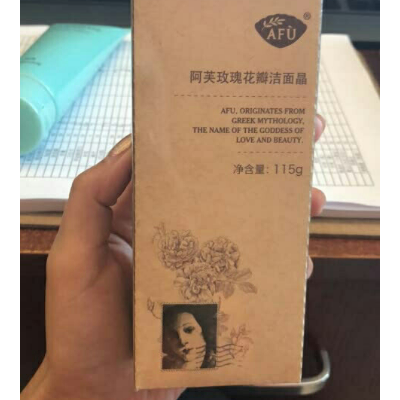 AFÙ
®
阿芙玫瑰花瓣洁面晶
AFU, ORIGINATES FROM
GREEK MYTHOLOGY,
THE NAME OF THE GODDESS OF
LOVE AND BEAUTY.
净含量: 115g